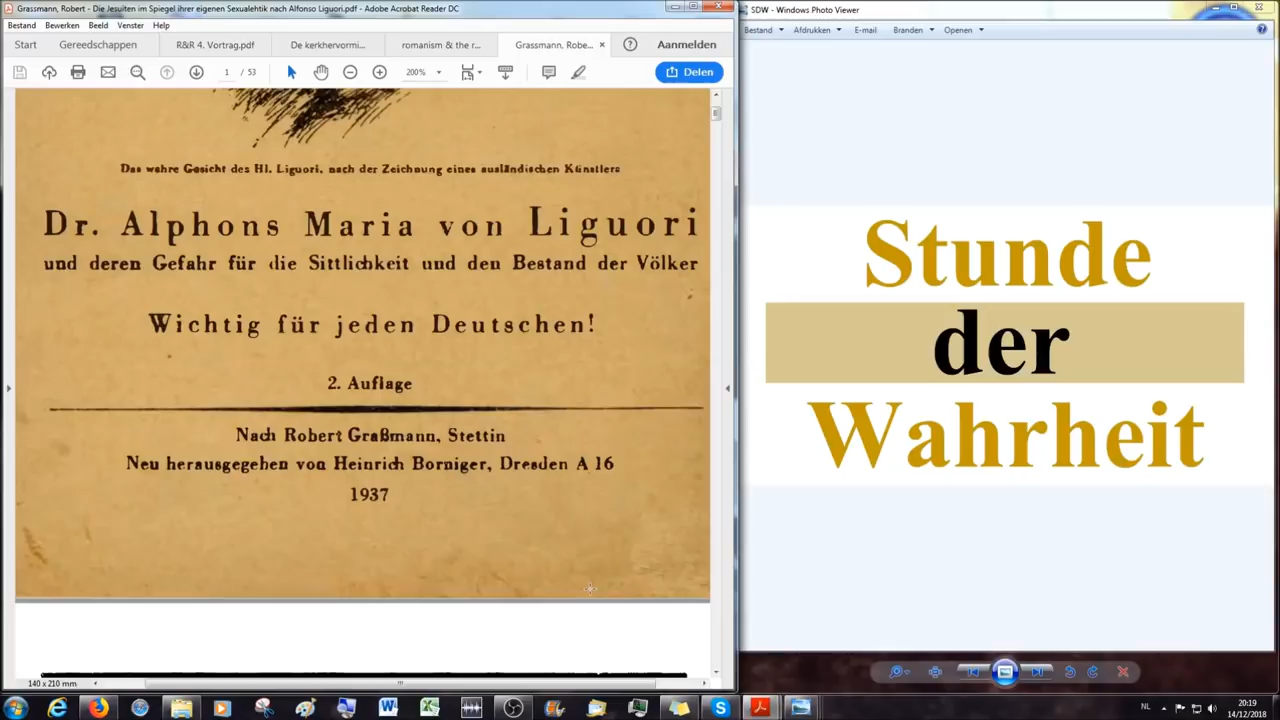 Grassmann, Robert - Die Jesuiten im Spiegel ihrer eigenen Sexualehtik nach Alfonso Liguori.pdf - Adobe Acrobat Reader DC
Bestand Bewerken Beeld Venster Help
Start Gereedschappen R&R 4. Vortrag.pdf De kerkhervormi... romanism & the r... Grassmann, Robe... × Aanmelden
1 / 53 200% Delen
Das wahre Gesicht des Hl. Liguori, nach der Zeichnung eines ausländischen Künstlers
Dr. Alphons Maria von Liguori
und deren Gefahr für die Sittlichkeit und den Bestand der Völker
Wichtig für jeden Deutschen!
2. Auflage
Nach Robert Graßmann, Stettin
Neu herausgegeben von Heinrich Borniger, Dresden A 16
1937
140 x 210 mm
SDW - Windows Photo Viewer
Bestand Afdrukken E-mail Branden Openen
Stunde
der
Wahrheit
NL
20:19
14/12/2018